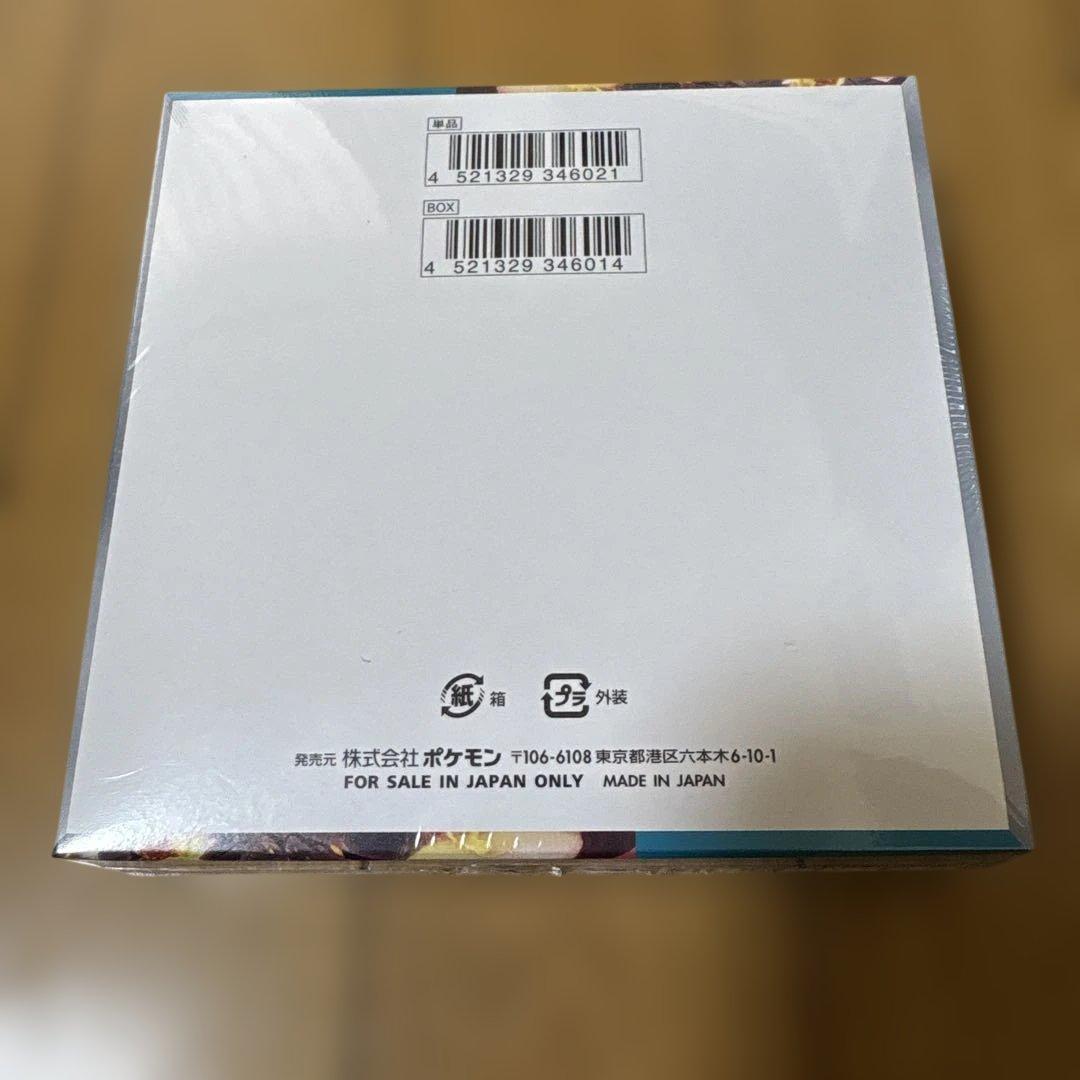 単品
4 521329 346021
BOX
4 521329 346014
紙 箱 プラ 外装
発売元 株式会社 ポケモン 〒106-6108 東京都港区六本木6-10-1
FOR SALE IN JAPAN ONLY MADE IN JAPAN